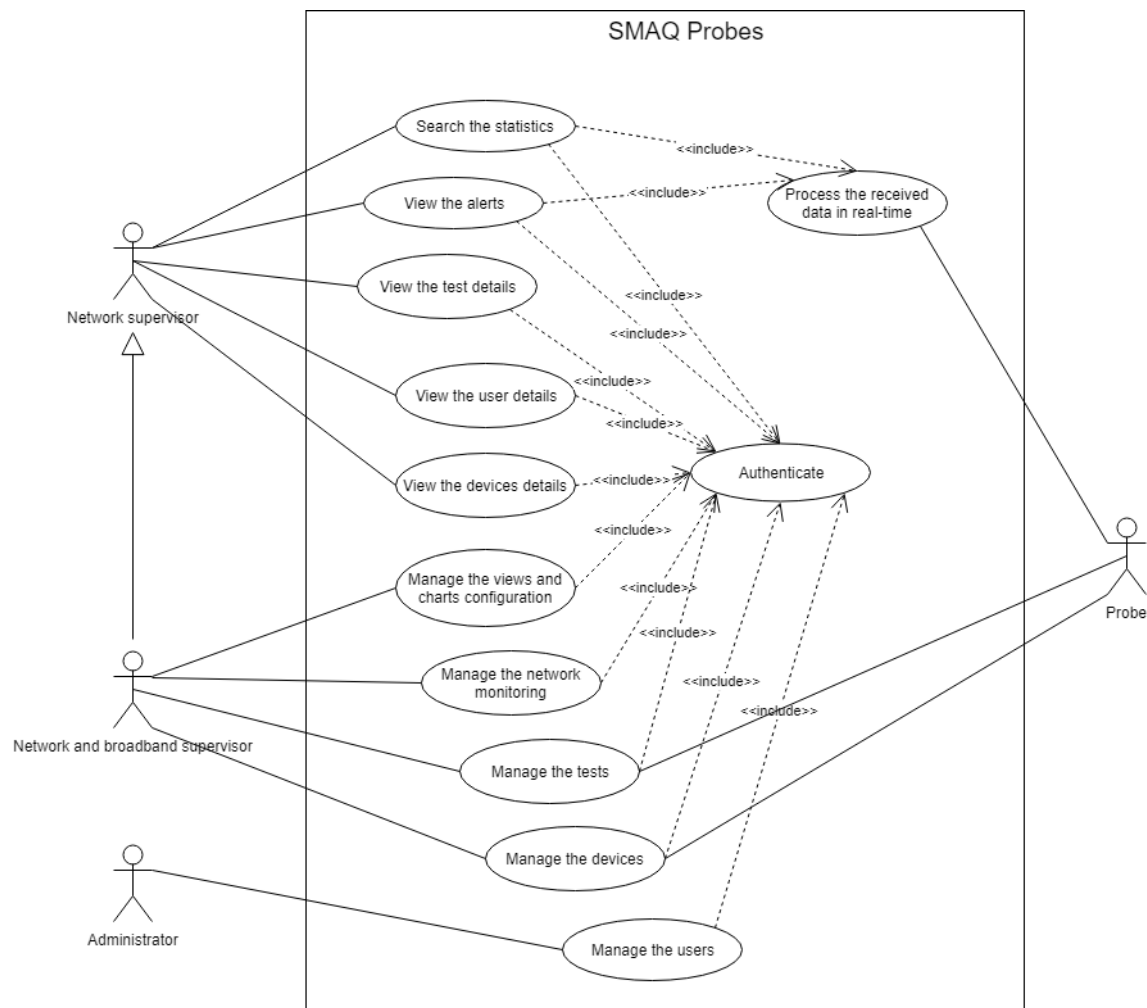 SMAQ Probes
Search the statistics
<<include>>
View the alerts
<<include>>
Process the received
data in real-time
View the test details
Network supervisor
<<include>>
<<include>>
<<include>>
View the user details
<<include>>
View the devices details
<<include>>
Authenticate
<<include>>
Manage the views and
charts configuration
<<include>>
Probe
<<include>>
Manage the network
monitoring
<<include>>
<<include>>
Network and broadband supervisor
Manage the tests
Manage the devices
Administrator
Manage the users